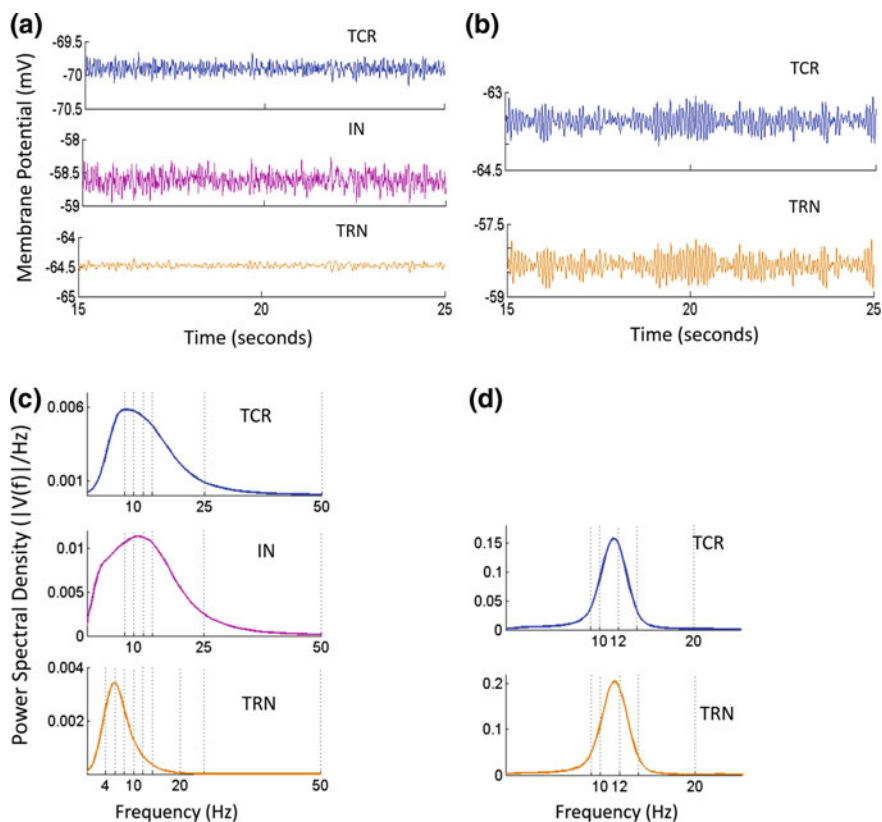 (a)
Membrane Potential (mV)
TCR
-69.5
-70
-70.5
IN
-58
-58.5
-59
TRN
-64
-64.5
-65
15 20 25
Time (seconds)
(b)
TCR
-63
-64.5
TRN
-57.5
-59
15 20 25
Time (seconds)
(c)
Power Spectral Density (|V(f)|/Hz)
TCR
0.006
0.001
10 25 50
IN
0.01
0.005
0
10 25 50
TRN
0.004
0.002
4 10 20 50
Frequency (Hz)
(d)
TCR
0.15
0.1
0.05
0
10 12 20
TRN
0.2
0.1
0
10 12 20
Frequency (Hz)